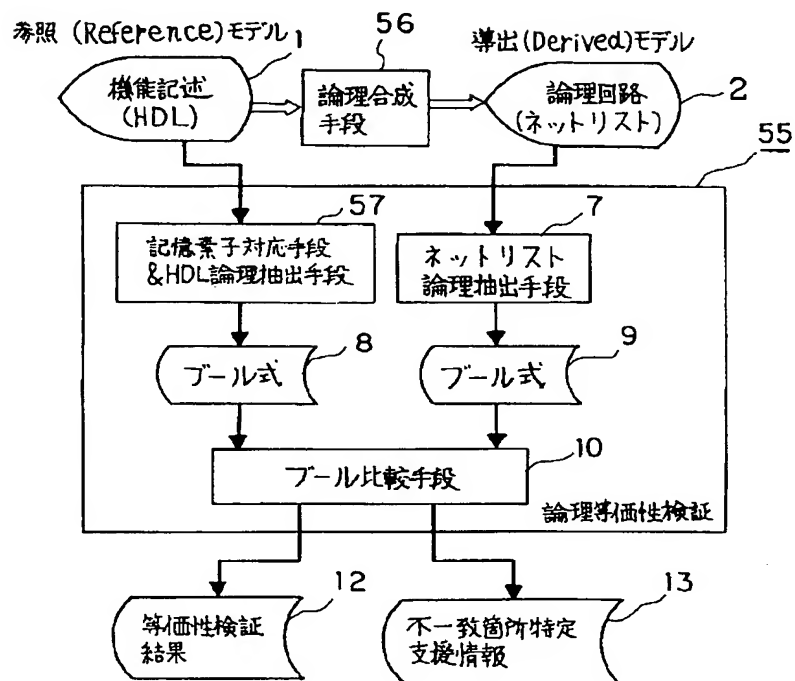 参照 (Reference)モデル
1
56
導出(Derived)モデル
機能記述
(HDL)
論理合成
手段
論理回路
(ネットリスト)
2
55
57
7
記憶素子対応手段
&HDL論理抽出手段
ネットリスト
論理抽出手段
8
9
ブール式
ブール式
10
ブール比較手段
論理等価性検証
12
13
等価性検証
結果
不一致箇所特定
支援情報